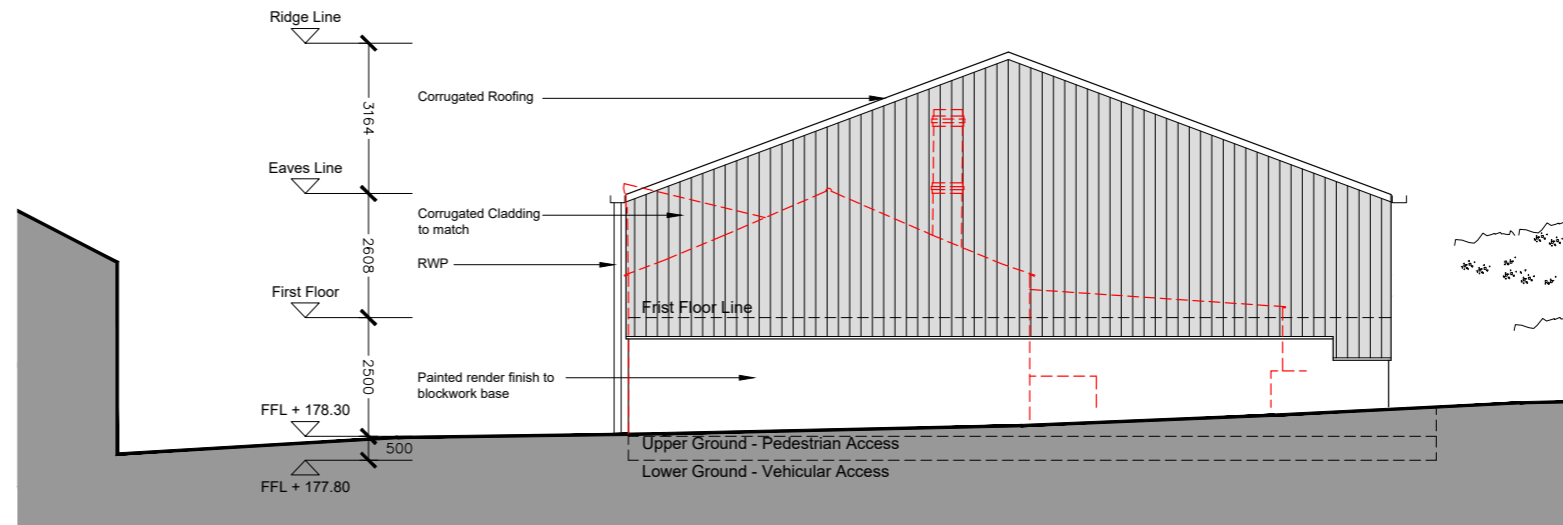 Ridge Line
3164
Corrugated Roofing
Eaves Line
Corrugated Cladding
to match
2608
RWP
First Floor
Frist Floor Line
2500
Painted render finish to
blockwork base
FFL + 178.30
500
Upper Ground - Pedestrian Access
Lower Ground - Vehicular Access
FFL + 177.80